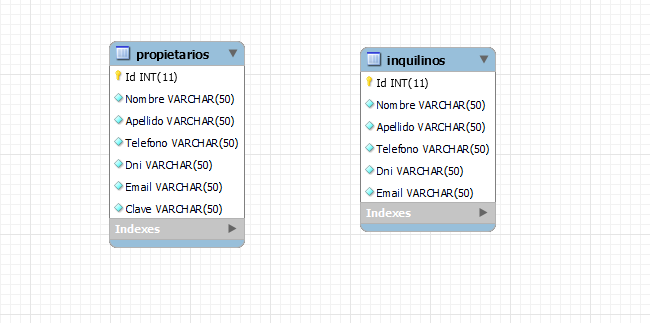 propietarios
Id INT(11)
Nombre VARCHAR(50)
Apellido VARCHAR(50)
Telefono VARCHAR(50)
Dni VARCHAR(50)
Email VARCHAR(50)
Clave VARCHAR(50)
Indexes
inquilinos
Id INT(11)
Nombre VARCHAR(50)
Apellido VARCHAR(50)
Telefono VARCHAR(50)
Dni VARCHAR(50)
Email VARCHAR(50)
Indexes